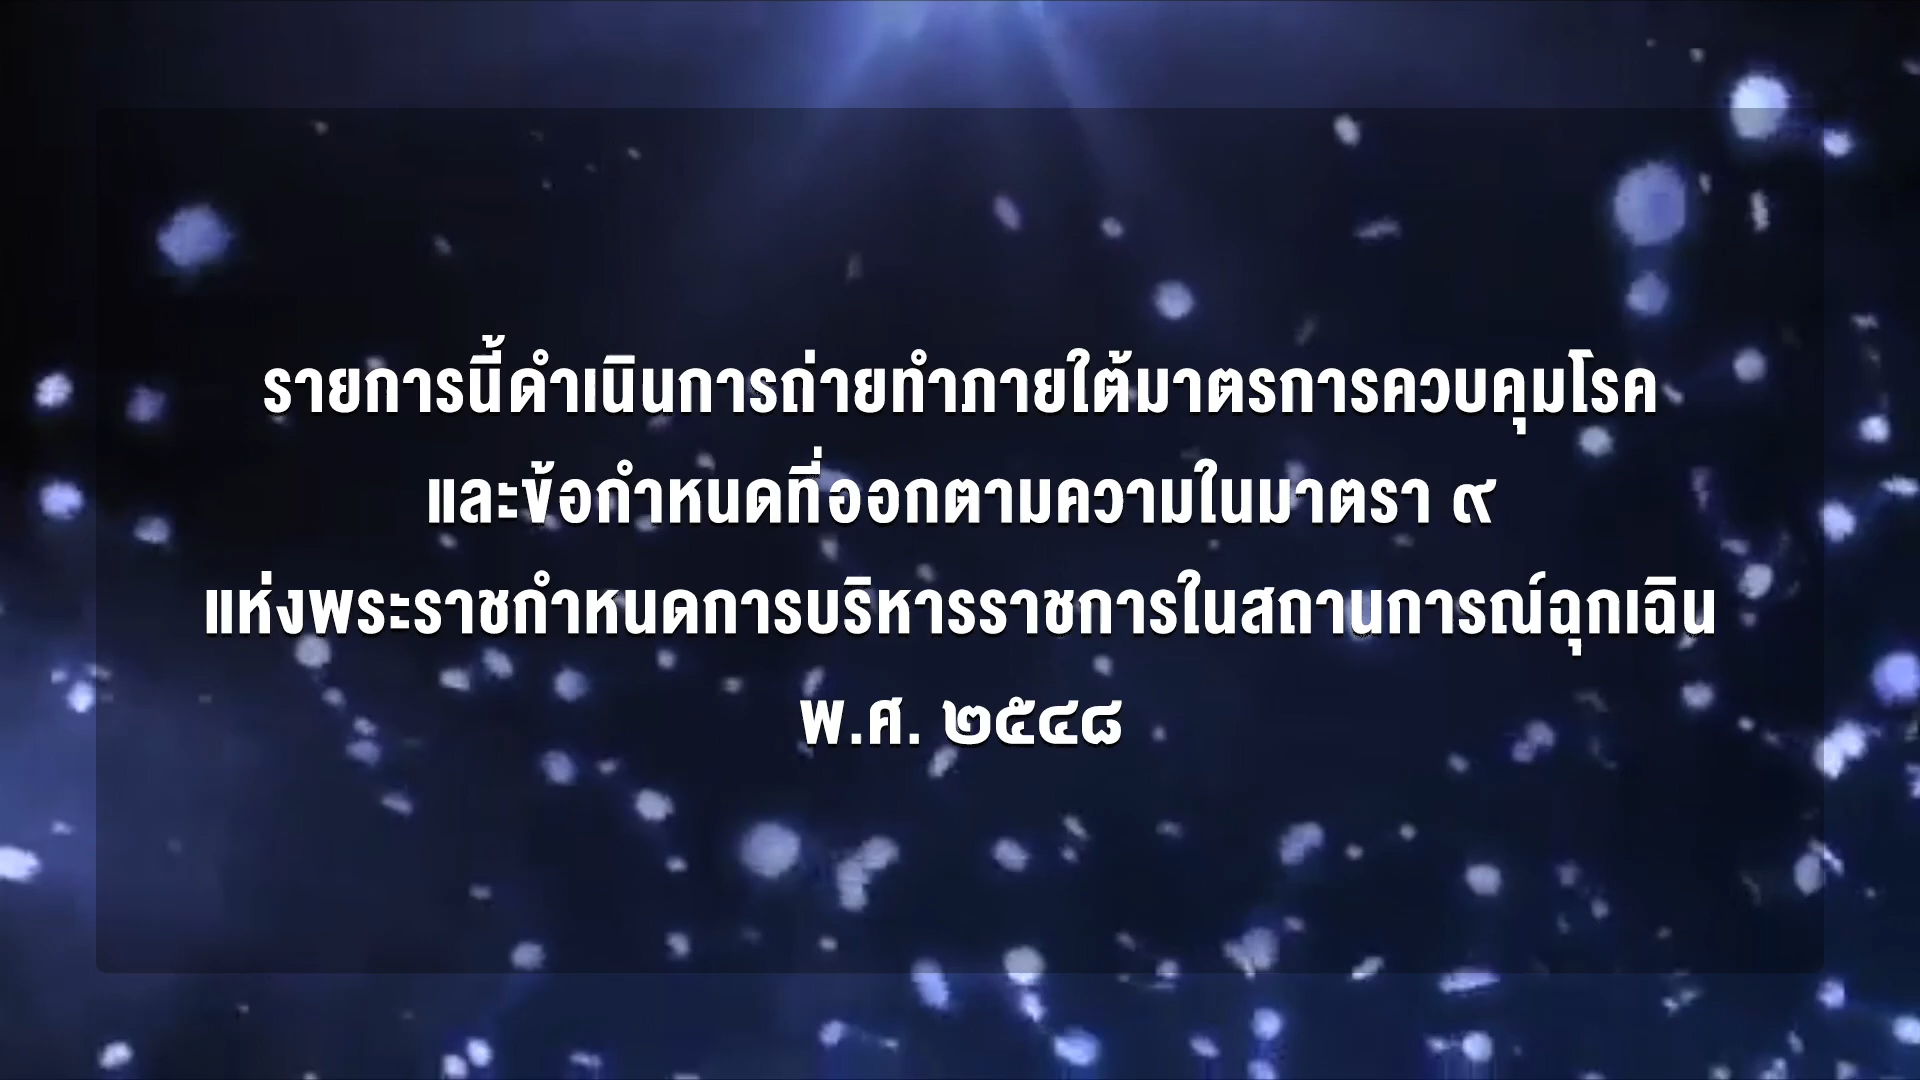 รายการนี้ดำเนินการถ่ายทำภายใต้มาตรการควบคุมโรค
และข้อกำหนดที่ออกตามความในมาตรา ๙
แห่งพระราชกำหนดการบริหารราชการในสถานการณ์ฉุกเฉิน
พ.ศ. ๒๕๔๘